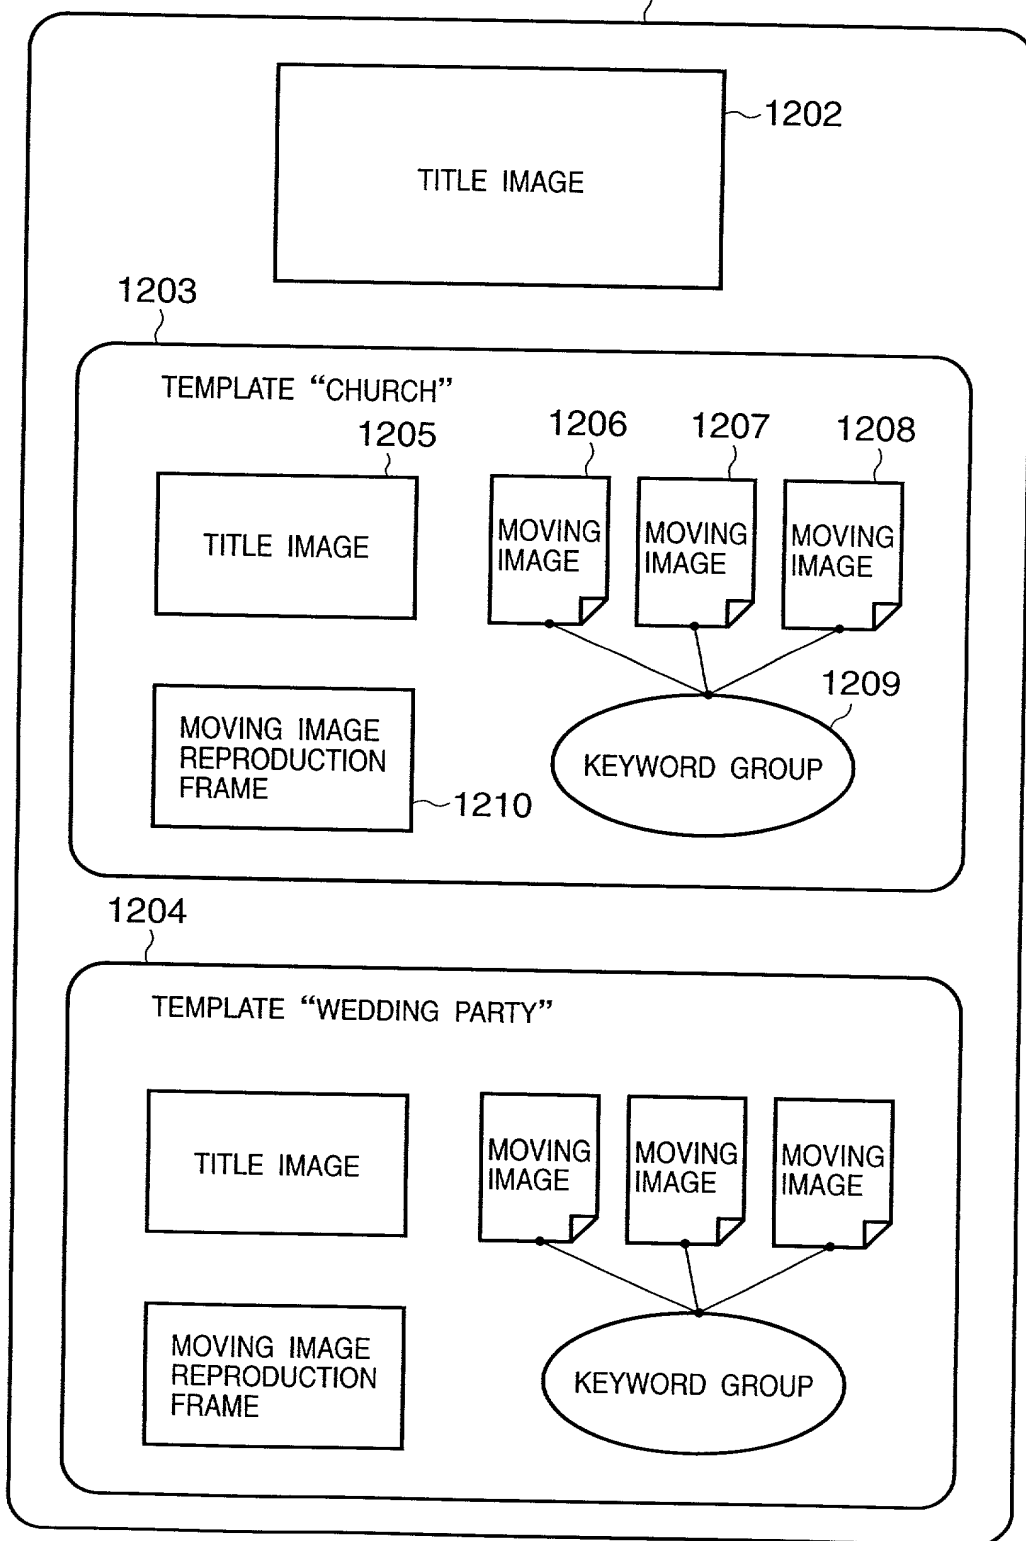 1202
TITLE IMAGE
1203
TEMPLATE “CHURCH”
1205
1206
1207
1208
TITLE IMAGE
MOVING
IMAGE
MOVING
IMAGE
MOVING
IMAGE
1209
MOVING IMAGE
REPRODUCTION
FRAME
1210
KEYWORD GROUP
1204
TEMPLATE “WEDDING PARTY”
TITLE IMAGE
MOVING
IMAGE
MOVING
IMAGE
MOVING
IMAGE
MOVING IMAGE
REPRODUCTION
FRAME
KEYWORD GROUP